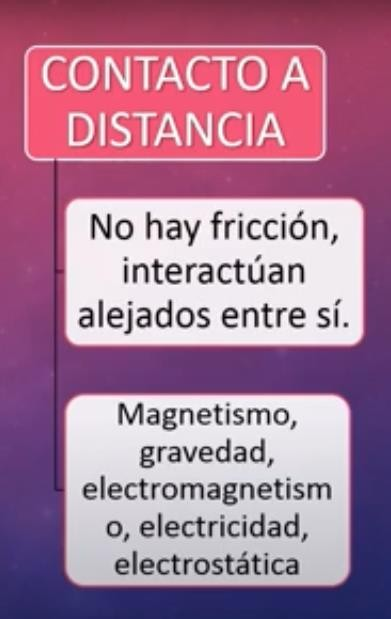 CONTACTO A
DISTANCIA
No hay fricción,
interactúan
alejados entre sí.
Magnetismo,
gravedad,
electromagnetism
o, electricidad,
electrostática